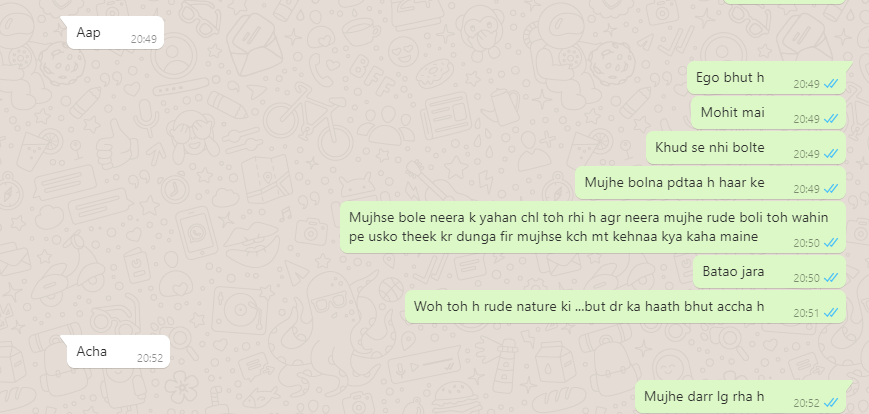 Aap
20:49
Ego bhut h
20:49
Mohit mai
20:49
Khud se nhi bolte
20:49
Mujhe bolna pdtaa h haar ke
20:49
Mujhse bole neera k yahan chl toh rhi h agr neera mujhe rude boli toh wahin
pe usko theek kr dunga fir mujhse kch mt kehnaa kya kaha maine
20:50
Batao jara
20:50
Woh toh h rude nature ki ...but dr ka haath bhut accha h
20:51
Acha
20:52
Mujhe darr lg rha h
20:52